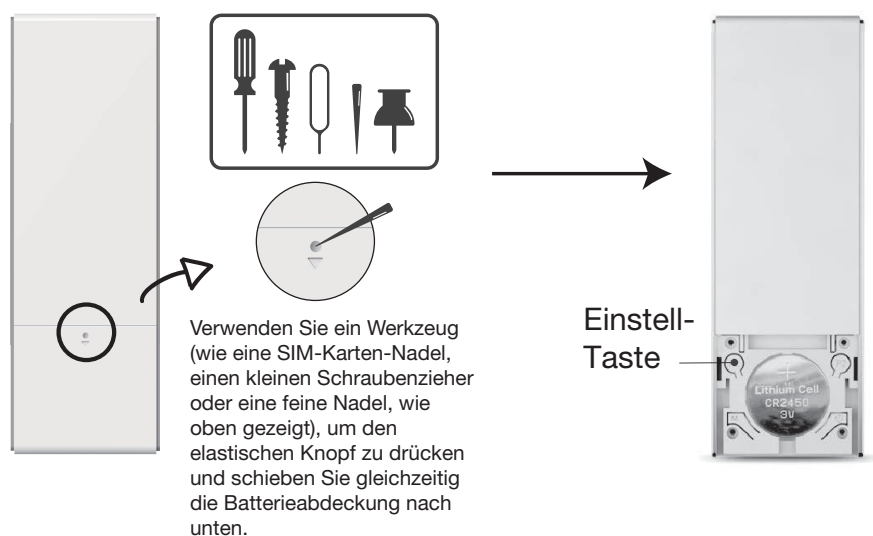 Verwenden Sie ein Werkzeug
(wie eine SIM-Karten-Nadel,
einen kleinen Schraubenzieher
oder eine feine Nadel, wie
oben gezeigt), um den
elastischen Knopf zu drücken
und schieben Sie gleichzeitig
die Batterieabdeckung nach
unten.
Einstell-
Taste
+
Lithium Cell
CR2450
3V